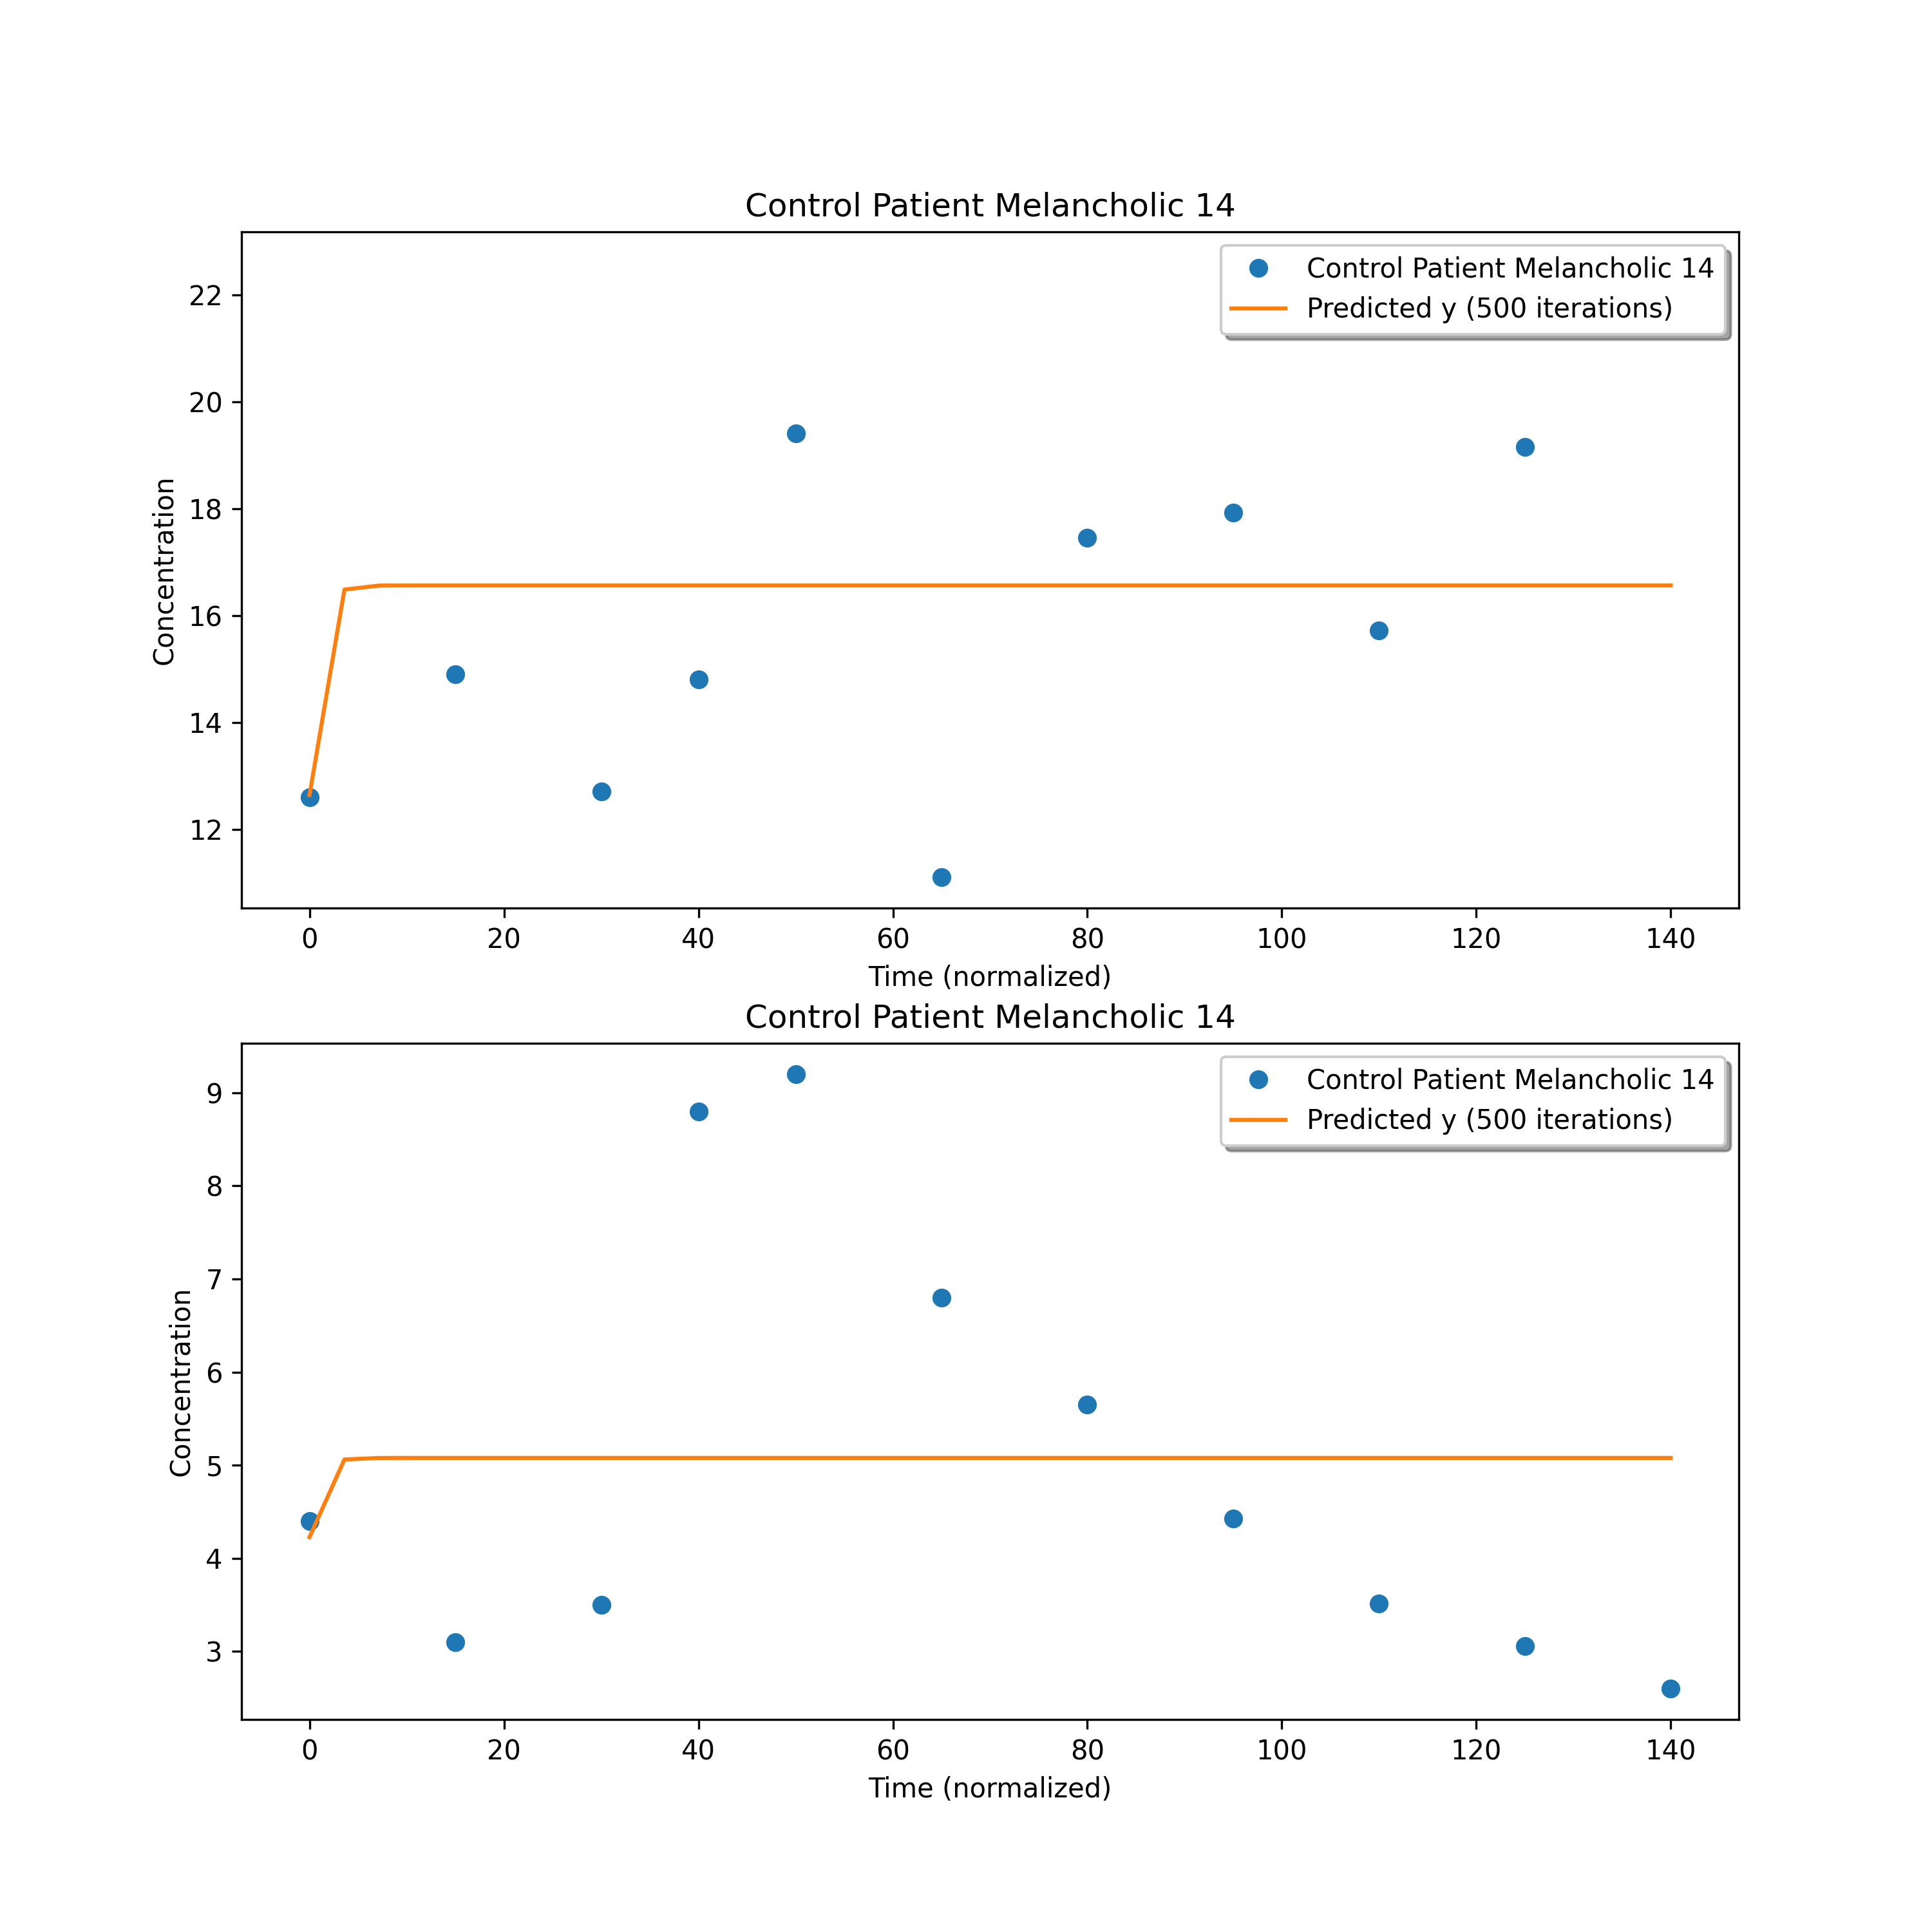 Control Patient Melancholic 14
Control Patient Melancholic 14
Predicted y (500 iterations)
22
20
18
16
14
12
Concentration
0 20 40 60 80 100 120 140
Time (normalized)
Control Patient Melancholic 14
Control Patient Melancholic 14
Predicted y (500 iterations)
9
8
7
6
5
4
3
Concentration
0 20 40 60 80 100 120 140
Time (normalized)